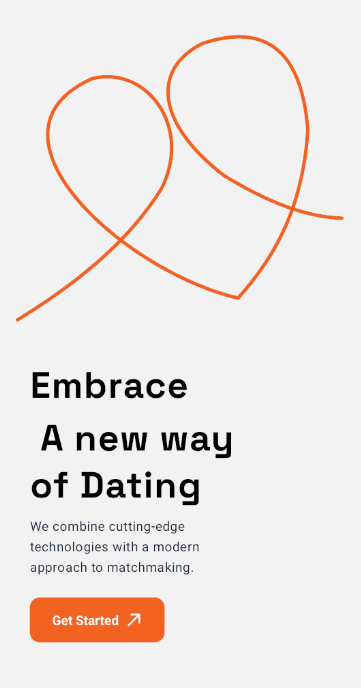 Embrace
A new way
of Dating
We combine cutting-edge
technologies with a modern
approach to matchmaking.
Get Started